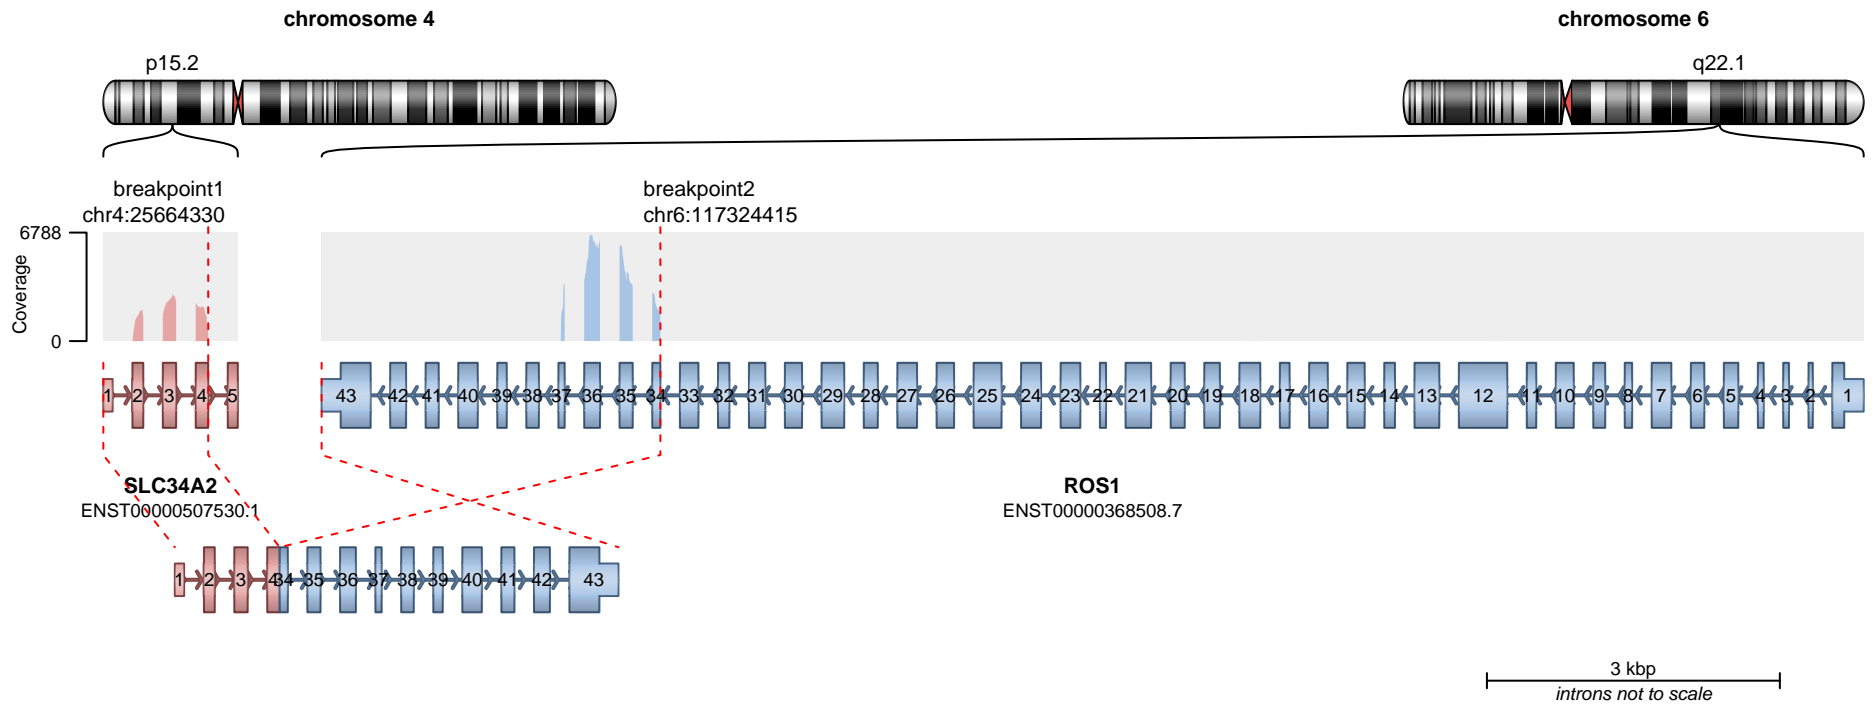 chromosome 4
chromosome 6
p15.2
q22.1
breakpoint1
chr4:25664330
breakpoint2
chr6:117324415
6788
Coverage
0
1 2 3 4 5
43 42 41 40 39 38 37 36 35 34 33 32 31 30 29 28 27 26 25 24 23 22 21 20 19 18 17 16 15 14 13 12 11 10 9 8 7 6 5 4 3 2 1
SLC34A2
ENST00000507530.1
ROS1
ENST00000368508.7
1 2 3 4 34 35 36 37 38 39 40 41 42 43
3 kbp
introns not to scale